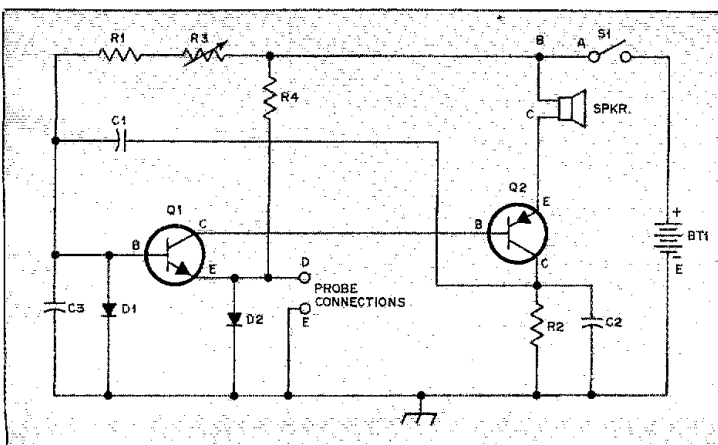 R1
R3
B
A
S1
R4
C
SPKR.
C1
Q1
Q2
C
E
B
B
+
BT1
E
E
D
C
PROBE
CONNECTIONS
E
C3
D1
D2
R2
C2